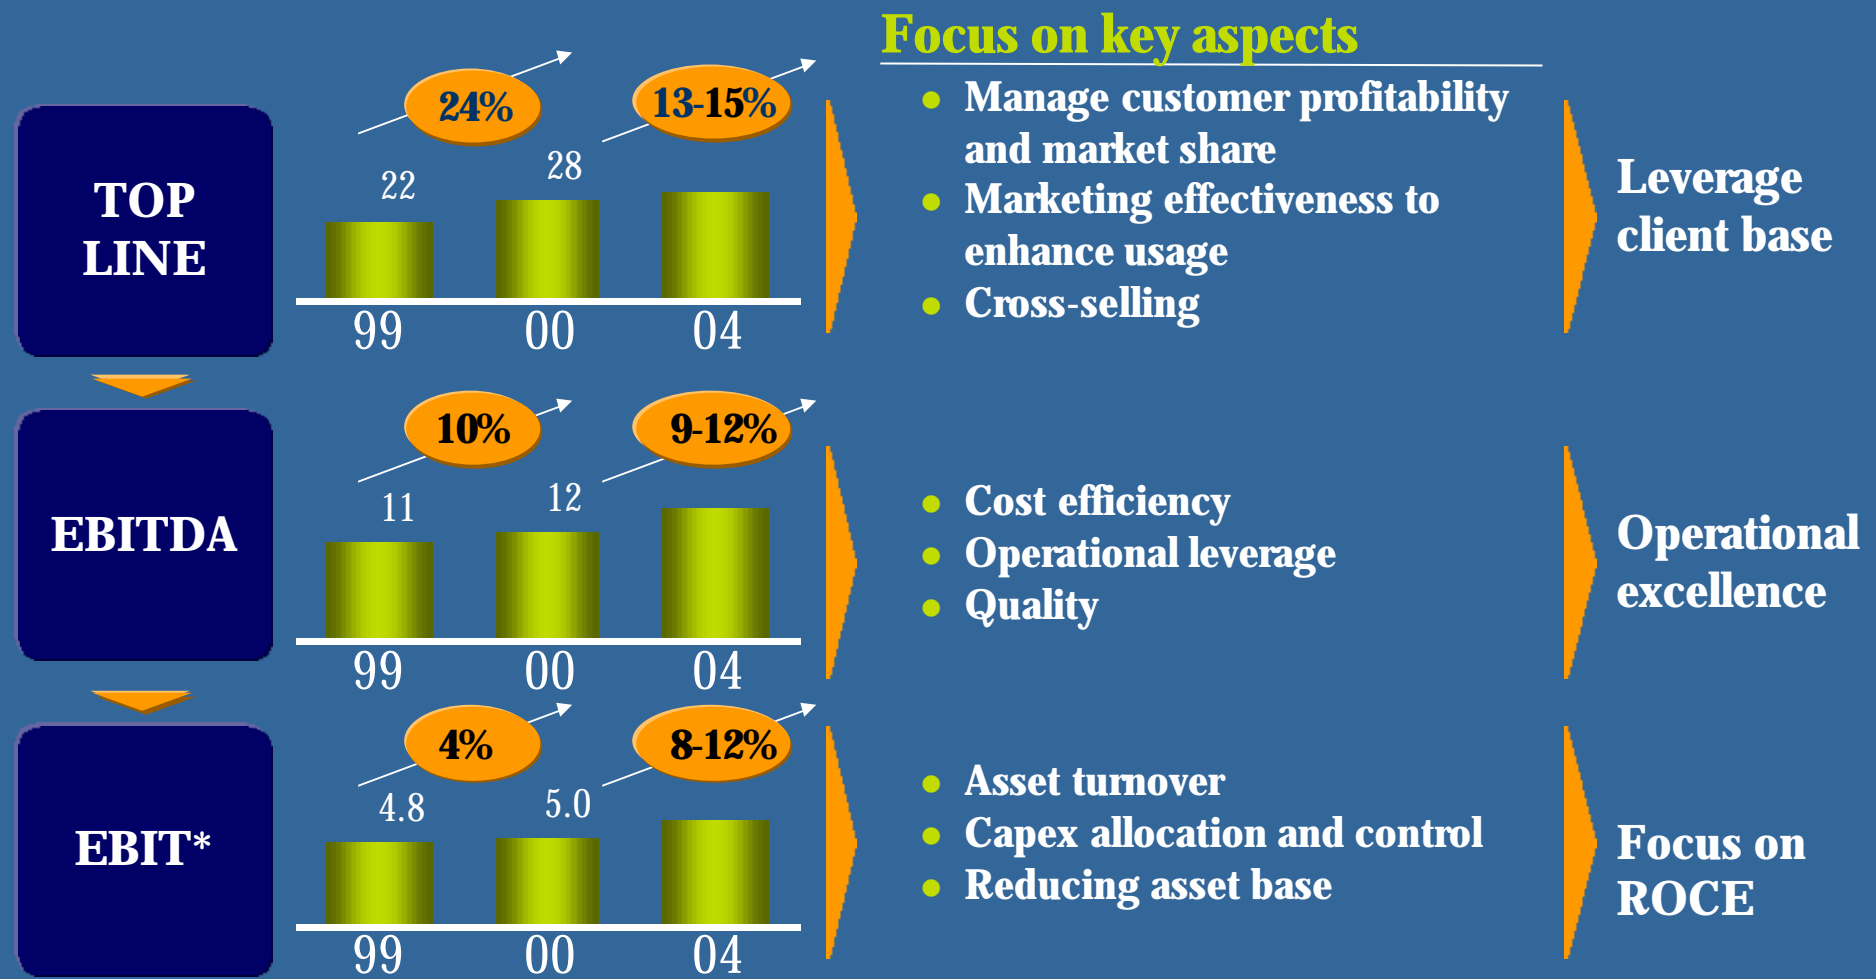 Focus on key aspects
TOP
LINE
24%
13-15%
22
28
99
00
04
Manage customer profitability
and market share
Marketing effectiveness to
enhance usage
Cross-selling
Leverage
client base
EBITDA
10%
9-12%
11
12
99
00
04
Cost efficiency
Operational leverage
Quality
Operational
excellence
EBIT*
4%
8-12%
4.8
5.0
99
00
04
Asset turnover
Capex allocation and control
Reducing asset base
Focus on
ROCE